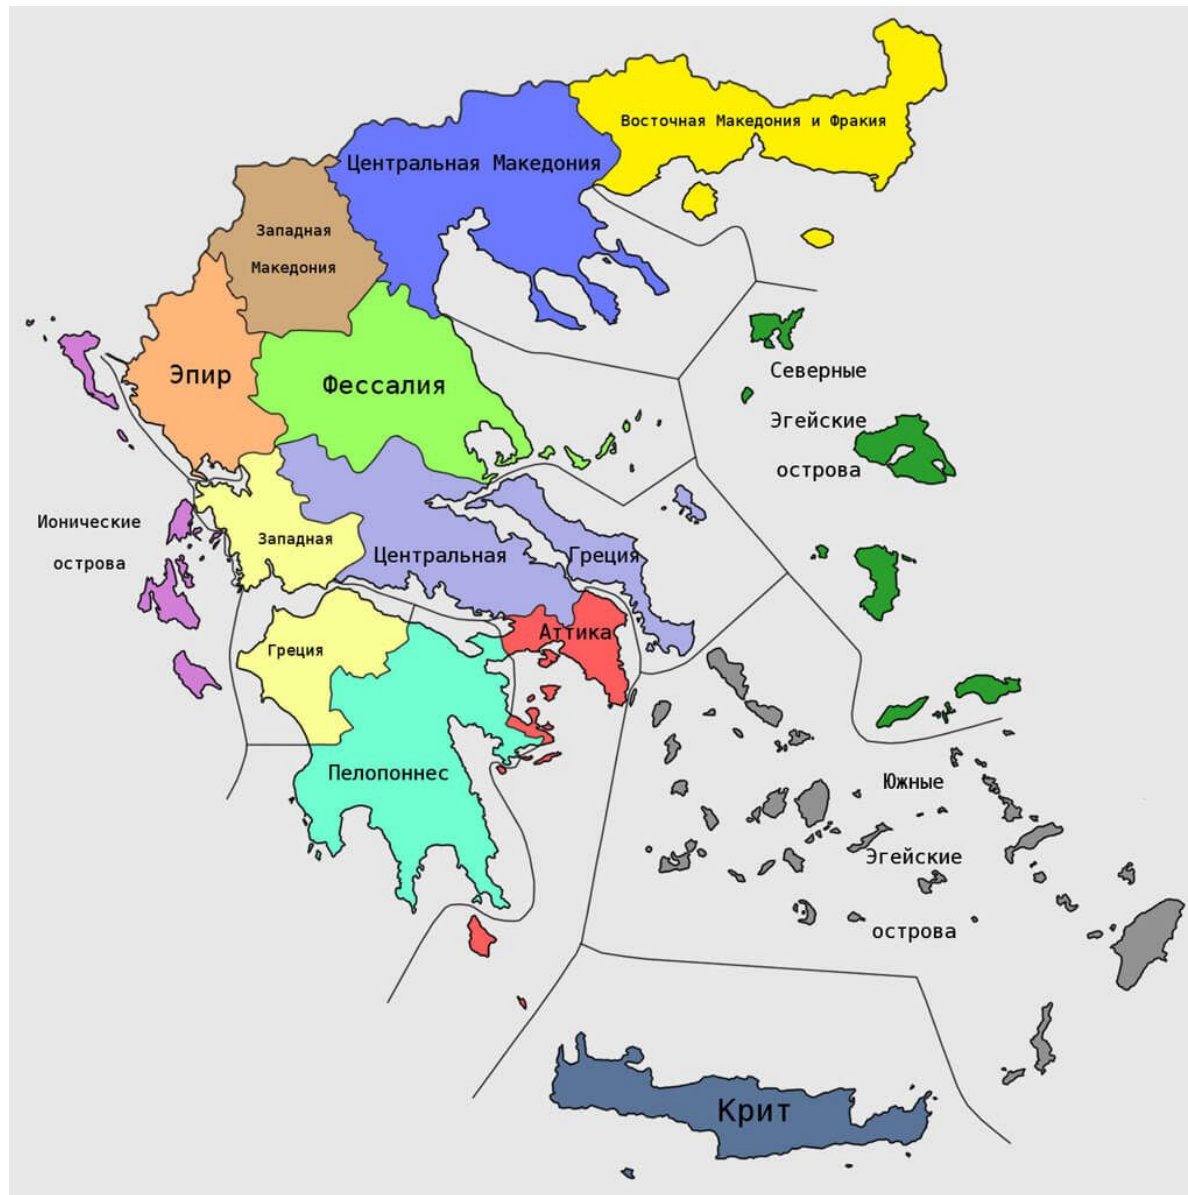 Восточная Македония и Фракия
Центральная Македония
Западная
Македония
Эпир
Фессалия
Северные
Эгейские
острова
Ионические
острова
Западная
Греция
Центральная Греция
Аттика
Пелопоннес
Южные
Эгейские
острова
Крит